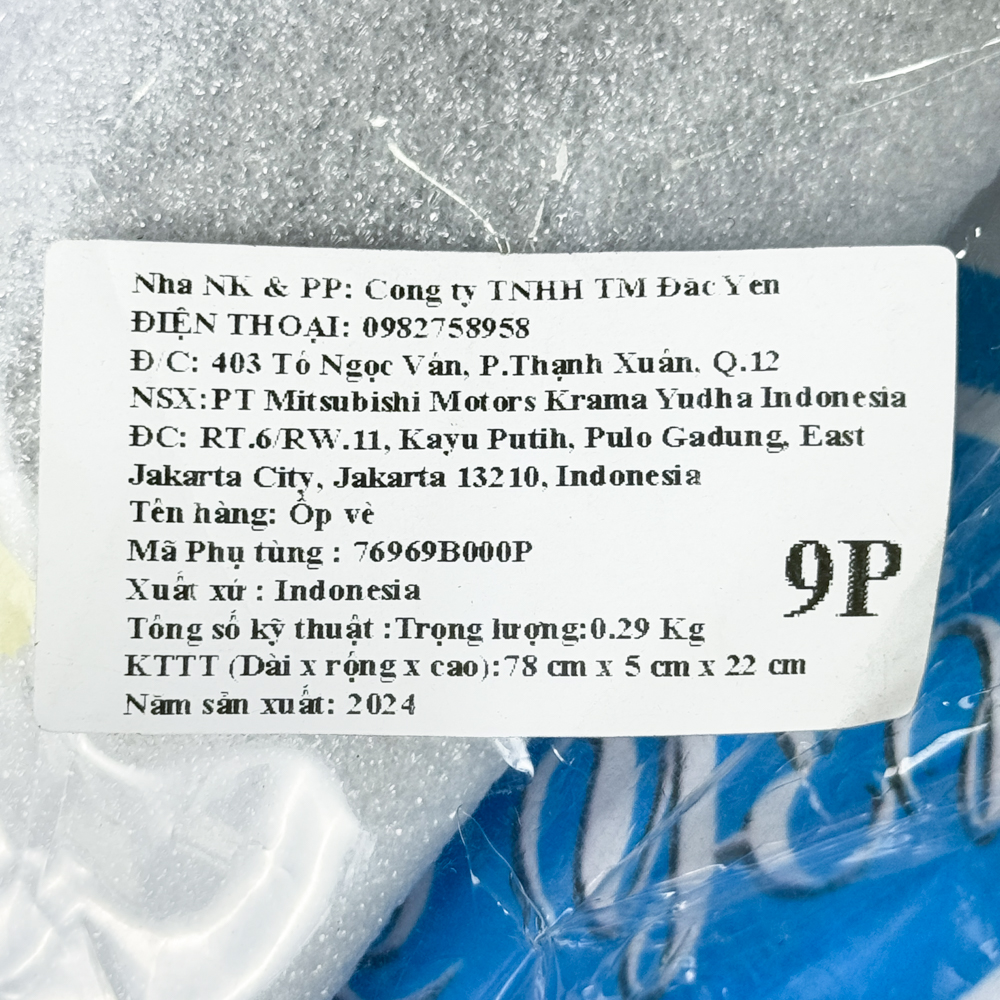 Nha NK & PP: Cong ty TNHH TM Đăc Yen
ĐIỆN THOẠI: 0982758958
Đ/C: 403 Tô Ngọc Vân, P.Thạnh Xuân, Q.12
NSX:PT Mitsubishi Motors Krama Yudha Indonesia
ĐC: RT.6/RW.11, Kayu Putih, Pulo Gadung, East
Jakarta City, Jakarta 13210, Indonesia
Tên hàng: Ốp vè
Mã Phụ tùng : 76969B000P
Xuất xứ : Indonesia
9P
Tông số kỹ thuật :Trọng lượng:0.29 Kg
KTTT (Dài x rộng x cao):78 cm x 5 cm x 22 cm
Năm sản xuất: 2024